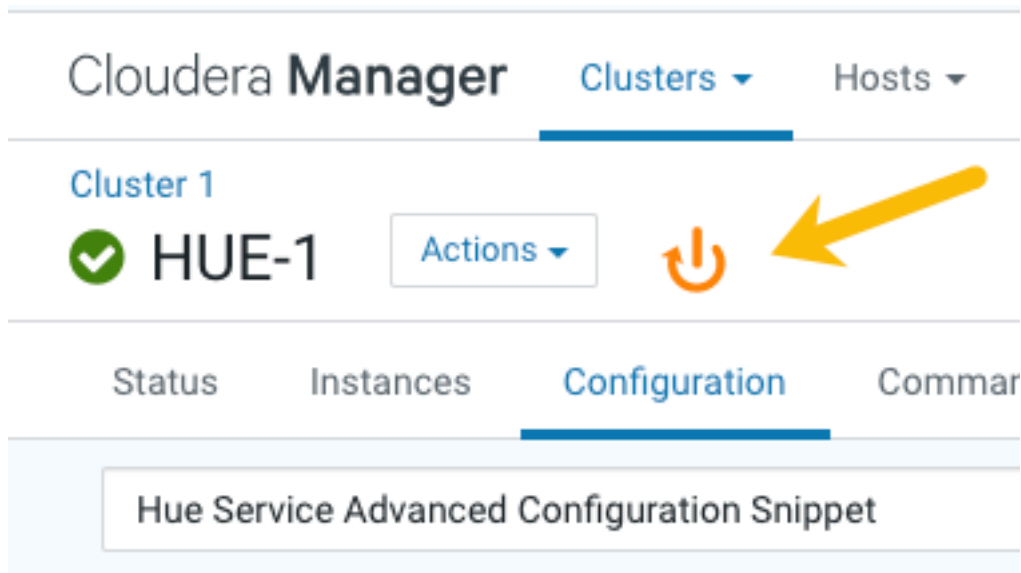 Cloudera Manager Clusters Hosts
Cluster 1
HUE-1 Actions
Status Instances Configuration
Hue Service Advanced Configuration Snippet